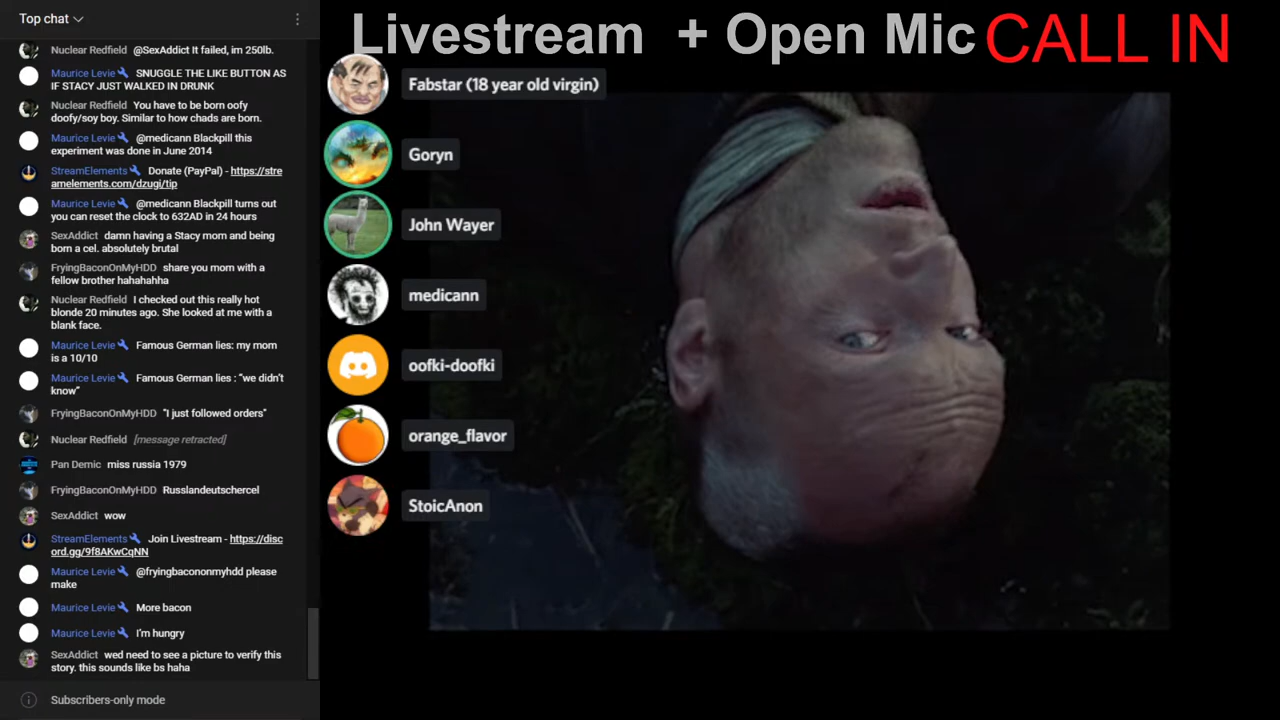 Top chat
Nuclear Redfield @SexAddict It failed, im 250lb.
Maurice Levie SNUGGLE THE LIKE BUTTON AS
IF STACY JUST WALKED IN DRUNK
Nuclear Redfield You have to be born oofy
doofy/soy boy. Similar to how chads are born.
Maurice Levie @medicann Blackpill this
experiment was done in June 2014
StreamElements Donate (PayPal) - https://stre
amelements.com/dzugi/tip
Maurice Levie @medicann Blackpill turns out
you can reset the clock to 632AD in 24 hours
SexAddict damn having a Stacy mom and being
born a cel. absolutely brutal
FryingBaconOnMyHDD share you mom with a
fellow brother hahahahha
Nuclear Redfield I checked out this really hot
blonde 20 minutes ago. She looked at me with a
blank face.
Maurice Levie Famous German lies: my mom
is a 10/10
Maurice Levie Famous German lies : “we didn’t
know”
FryingBaconOnMyHDD “I just followed orders”
Nuclear Redfield [message retracted]
Pan Demic miss russia 1979
FryingBaconOnMyHDD Russlandeutschercel
SexAddict wow
StreamElements Join Livestream - https://disc
ord.gg/9f8AKwCqNN
Maurice Levie @fryingbacononmyhdd please
make
Maurice Levie More bacon
Maurice Levie I’m hungry
SexAddict wed need to see a picture to verify this
story. this sounds like bs haha
Subscribers-only mode
Livestream + Open Mic CALL IN
Fabstar (18 year old virgin)
Goryn
John Wayer
medicann
oofki-doofki
orange_flavor
StoicAnon